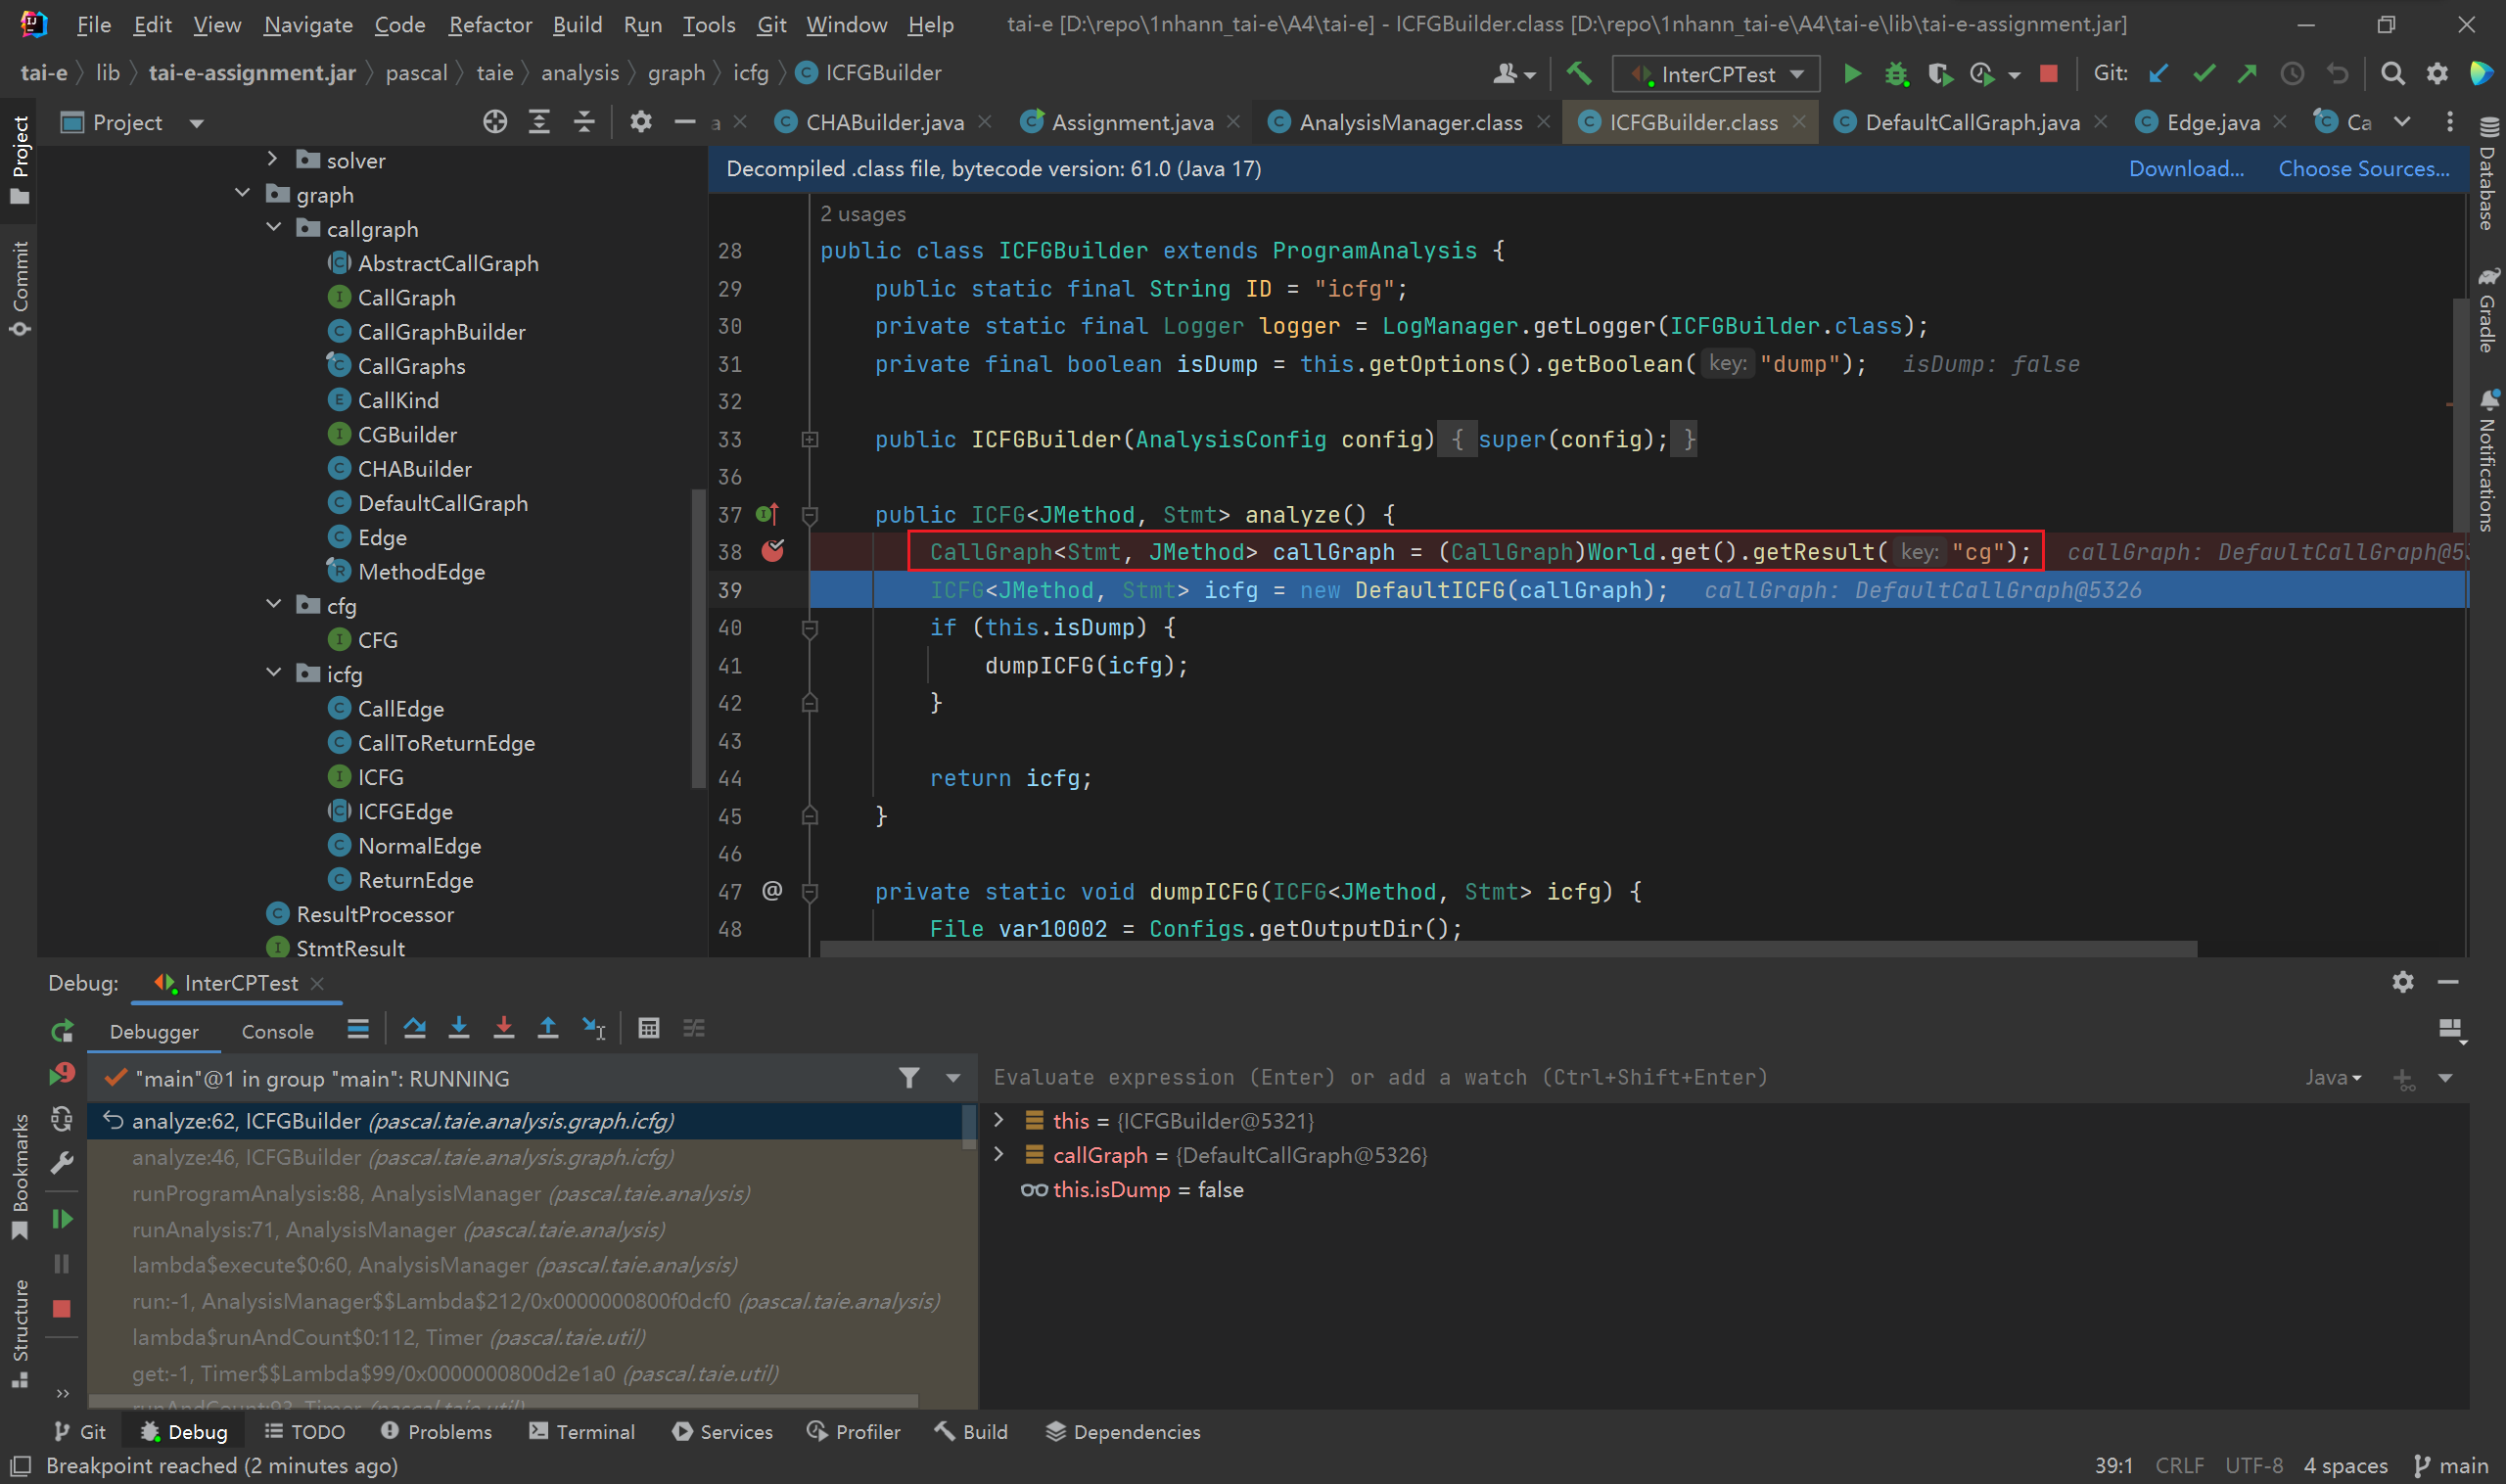 File Edit View Navigate Code Refactor Build Run Tools Git Window Help tai-e [D:\repo\1nhann_tai-e\A4\tai-e] - ICFGBuilder.class [D:\repo\1nhann_tai-e\A4\tai-e\lib\tai-e-assignment.jar]
tai-e lib tai-e-assignment.jar pascal taie analysis graph icfg ICFGBuilder InterCPTest Git:
Project a CHABuilder.java Assignment.java AnalysisManager.class ICFGBuilder.class DefaultCallGraph.java Edge.java Ca
Project
Commit
Bookmarks
Structure
Database
Gradle
Notifications
solver
graph
callgraph
AbstractCallGraph
CallGraph
CallGraphBuilder
CallGraphs
CallKind
CGBuilder
CHABuilder
DefaultCallGraph
Edge
MethodEdge
cfg
CFG
icfg
CallEdge
CallToReturnEdge
ICFG
ICFGEdge
NormalEdge
ReturnEdge
ResultProcessor
StmtResult
Decompiled .class file, bytecode version: 61.0 (Java 17) Download... Choose Sources...
2 usages
28 public class ICFGBuilder extends ProgramAnalysis {
29 public static final String ID = "icfg";
30 private static final Logger logger = LogManager.getLogger(ICFGBuilder.class);
31 private final boolean isDump = this.getOptions().getBoolean( key: "dump"); isDump: false
32
33 public ICFGBuilder(AnalysisConfig config) { super(config); }
36
37 public ICFG<JMethod, Stmt> analyze() {
38 CallGraph<Stmt, JMethod> callGraph = (CallGraph)World.get().getResult( key: "cg"); callGraph: DefaultCallGraph@5
39 ICFG<JMethod, Stmt> icfg = new DefaultICFG(callGraph); callGraph: DefaultCallGraph@5326
40 if (this.isDump) {
41 dumpICFG(icfg);
42 }
43
44 return icfg;
45 }
46
47 @ private static void dumpICFG(ICFG<JMethod, Stmt> icfg) {
48 File var10002 = Configs.getOutputDir();
Debug: InterCPTest
Debugger Console
"main"@1 in group "main": RUNNING
analyze:62, ICFGBuilder (pascal.taie.analysis.graph.icfg)
analyze:46, ICFGBuilder (pascal.taie.analysis.graph.icfg)
runProgramAnalysis:88, AnalysisManager (pascal.taie.analysis)
runAnalysis:71, AnalysisManager (pascal.taie.analysis)
lambda$execute$0:60, AnalysisManager (pascal.taie.analysis)
run:-1, AnalysisManager$$Lambda$212/0x0000000800f0dcf0 (pascal.taie.analysis)
lambda$runAndCount$0:112, Timer (pascal.taie.util)
get:-1, Timer$$Lambda$99/0x0000000800d2e1a0 (pascal.taie.util)
runAndCount:93, Timer (pascal.taie.util)
Evaluate expression (Enter) or add a watch (Ctrl+Shift+Enter) Java
this = {ICFGBuilder@5321}
callGraph = {DefaultCallGraph@5326}
this.isDump = false
Git Debug TODO Problems Terminal Services Profiler Build Dependencies
Breakpoint reached (2 minutes ago) 39:1 CRLF UTF-8 4 spaces main